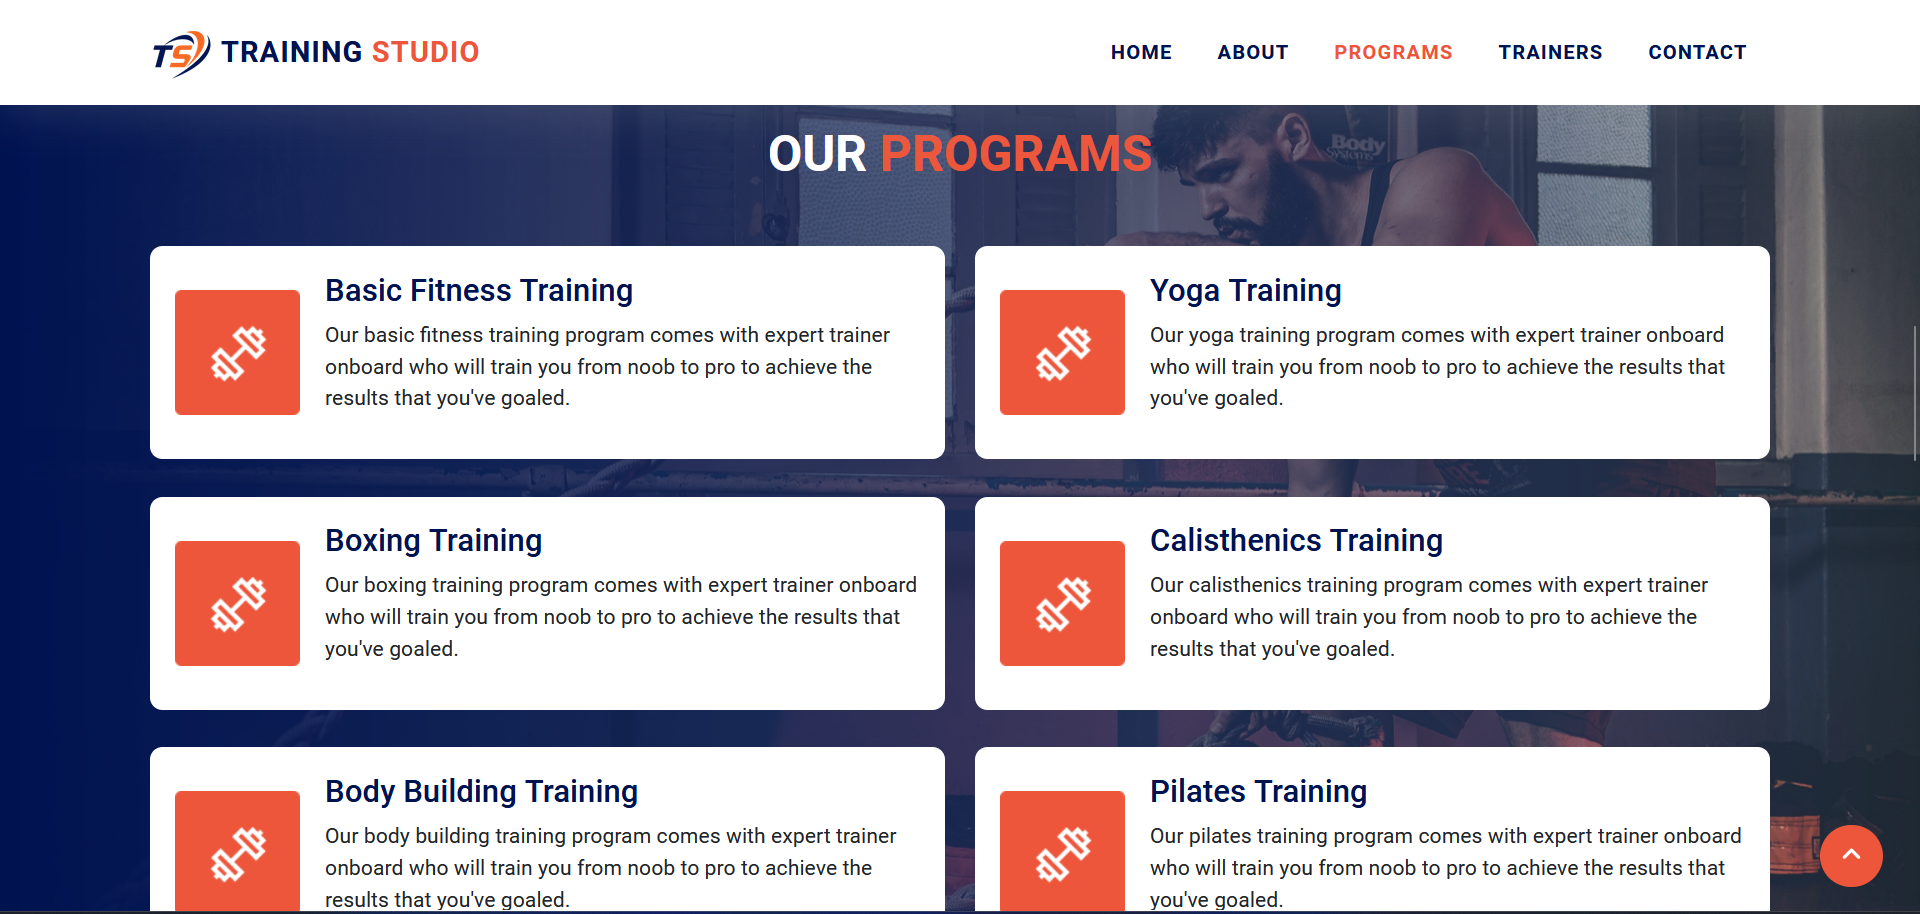 TS TRAINING STUDIO
HOME ABOUT PROGRAMS TRAINERS CONTACT
Body
Systems
OUR PROGRAMS
Basic Fitness Training
Our basic fitness training program comes with expert trainer
onboard who will train you from noob to pro to achieve the
results that you've goaled.
Yoga Training
Our yoga training program comes with expert trainer onboard
who will train you from noob to pro to achieve the results that
you've goaled.
Boxing Training
Our boxing training program comes with expert trainer onboard
who will train you from noob to pro to achieve the results that
you've goaled.
Calisthenics Training
Our calisthenics training program comes with expert trainer
onboard who will train you from noob to pro to achieve the
results that you've goaled.
Body Building Training
Our body building training program comes with expert trainer
onboard who will train you from noob to pro to achieve the
results that you've goaled.
Pilates Training
Our pilates training program comes with expert trainer onboard
who will train you from noob to pro to achieve the results that
you've goaled.